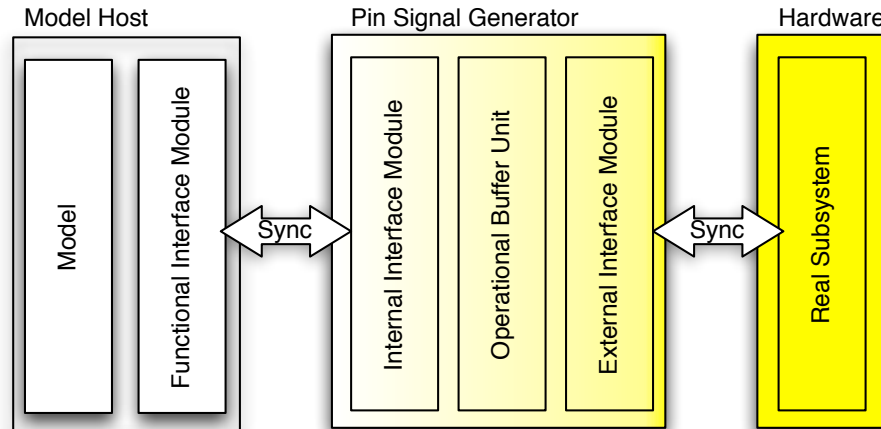 Model Host
Pin Signal Generator
Hardware
Model
Functional Interface Module
Sync
Internal Interface Module
Operational Buffer Unit
External Interface Module
Sync
Real Subsystem